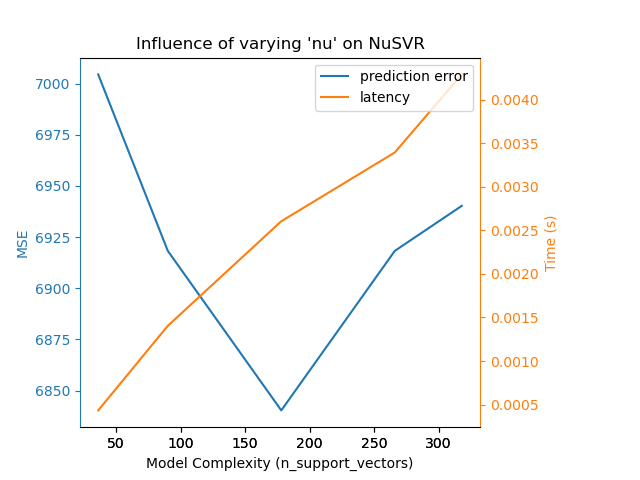 Influence of varying 'nu' on NuSVR
prediction error
latency
7000
6975
6950
6925
6900
6875
6850
MSE
0.0040
0.0035
0.0030
0.0025
0.0020
0.0015
0.0010
0.0005
Time (s)
50 100 150 200 250 300
Model Complexity (n_support_vectors)